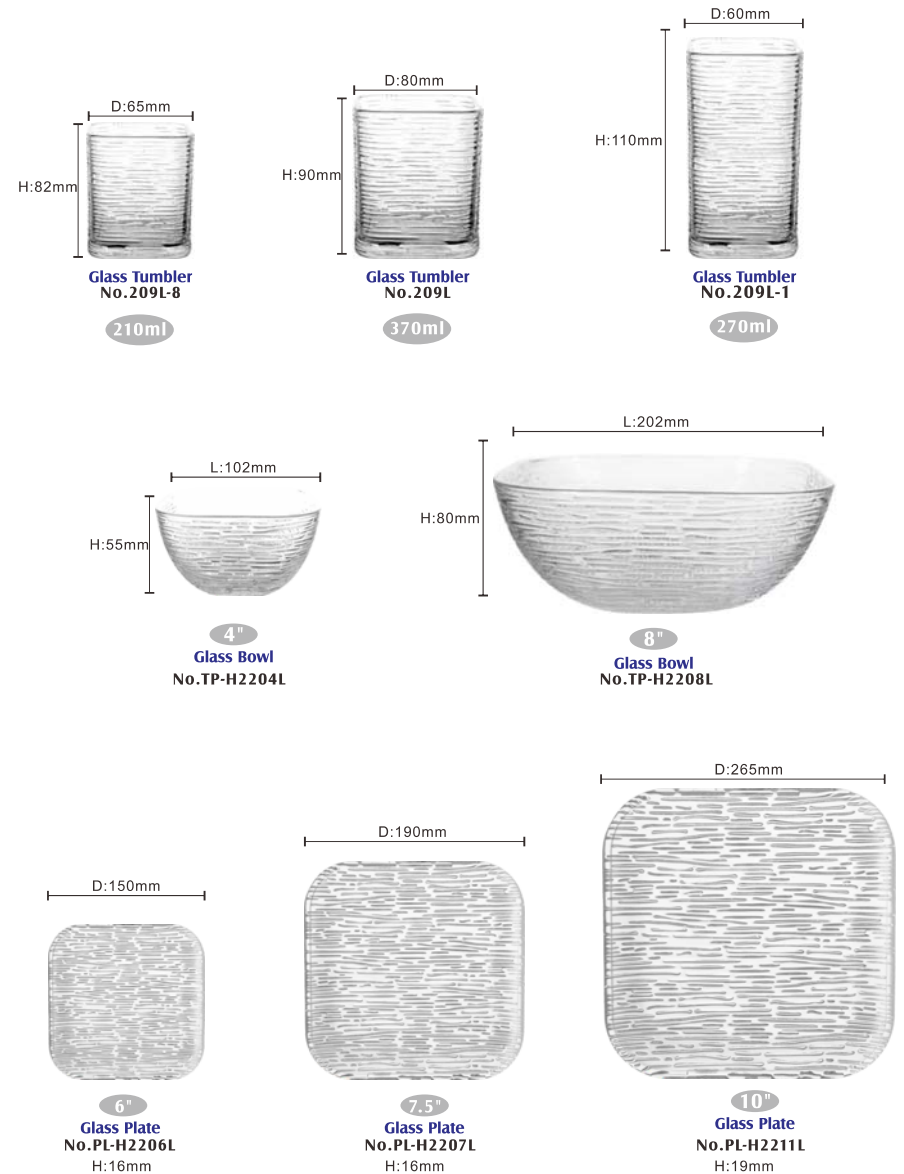 D:65mm
H:82mm
Glass Tumbler
No.209L-8
210ml
D:80mm
H:90mm
Glass Tumbler
No.209L
370ml
D:60mm
H:110mm
Glass Tumbler
No.209L-1
270ml
L:102mm
H:55mm
4"
Glass Bowl
No.TP-H2204L
L:202mm
H:80mm
8"
Glass Bowl
No.TP-H2208L
D:150mm
6"
Glass Plate
No.PL-H2206L
H:16mm
D:190mm
7.5"
Glass Plate
No.PL-H2207L
H:16mm
D:265mm
10"
Glass Plate
No.PL-H2211L
H:19mm